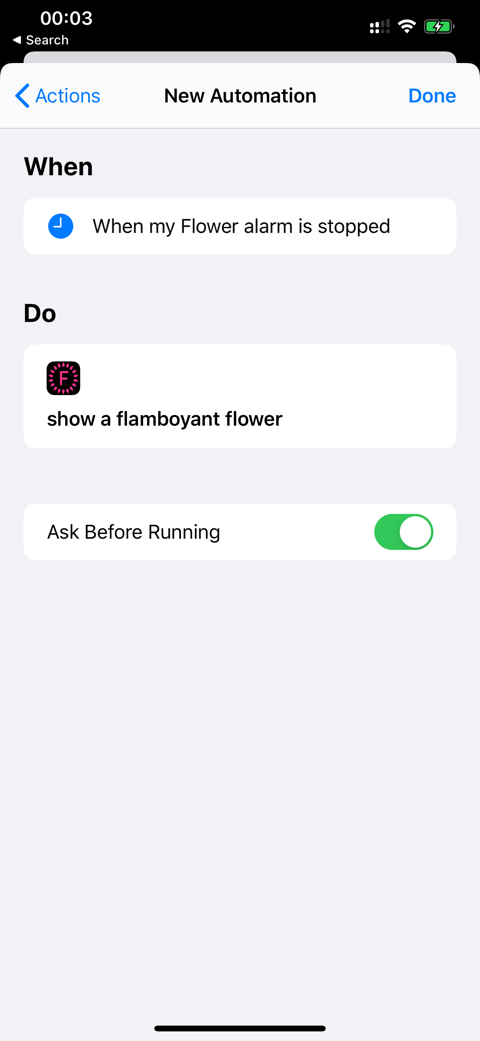 00:03
◀ Search
Actions
New Automation
Done
When
When my Flower alarm is stopped
Do
F
show a flamboyant flower
Ask Before Running